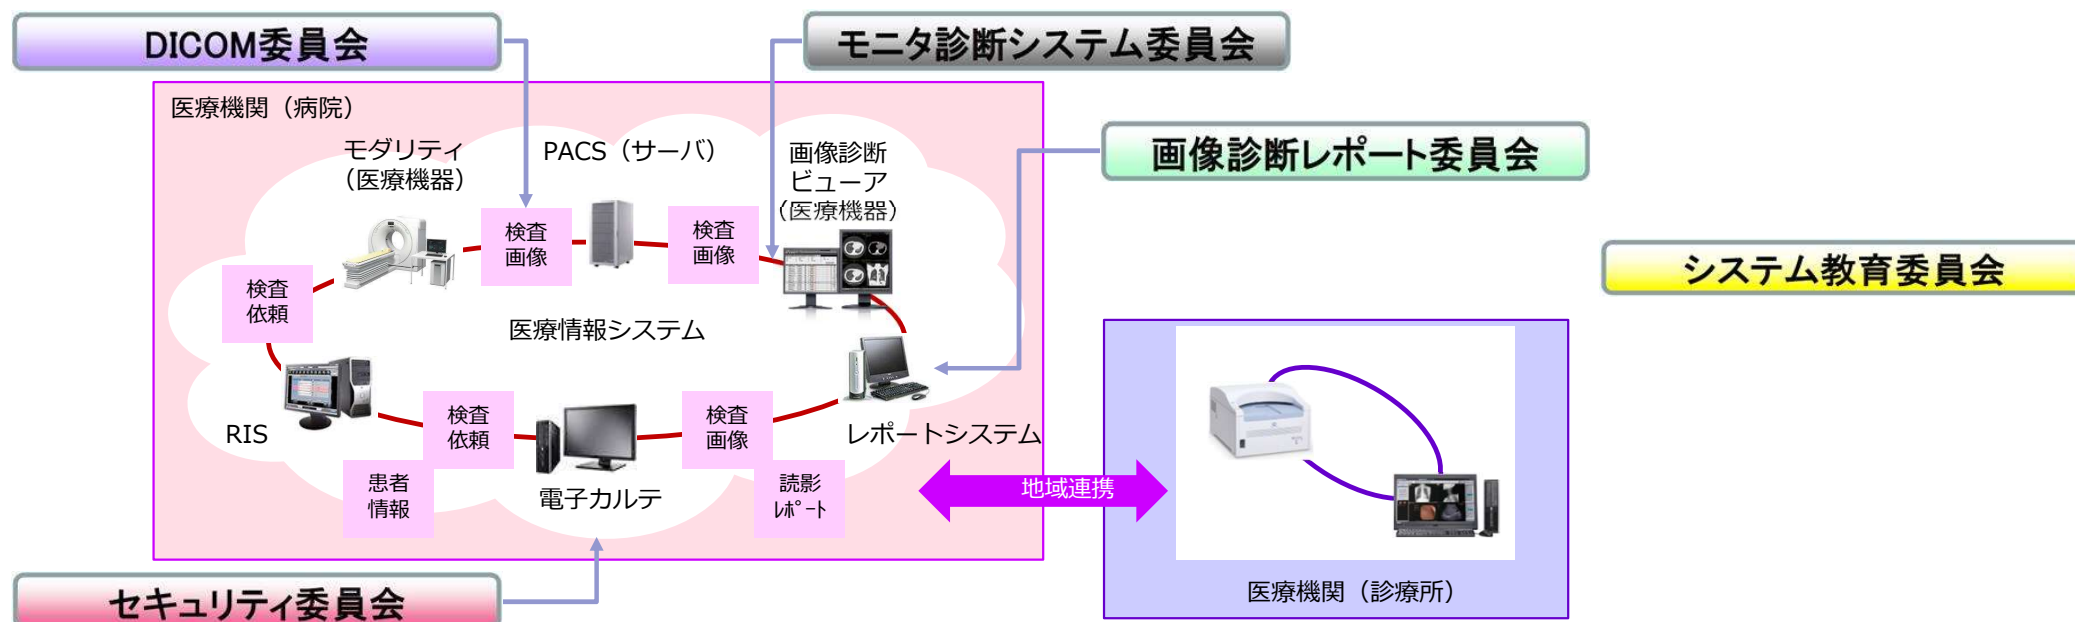 DICOM委員会
モニタ診断システム委員会
医療機関（病院）
モダリティ
（医療機器）
PACS（サーバ）
画像診断
ビューア
（医療機器）
画像診断レポート委員会
検査
画像
検査
画像
システム教育委員会
検査
依頼
医療情報システム
RIS
検査
依頼
検査
画像
レポートシステム
患者
情報
電子カルテ
読影
ﾚﾎﾟｰﾄ
地域連携
医療機関（診療所）
セキュリティ委員会